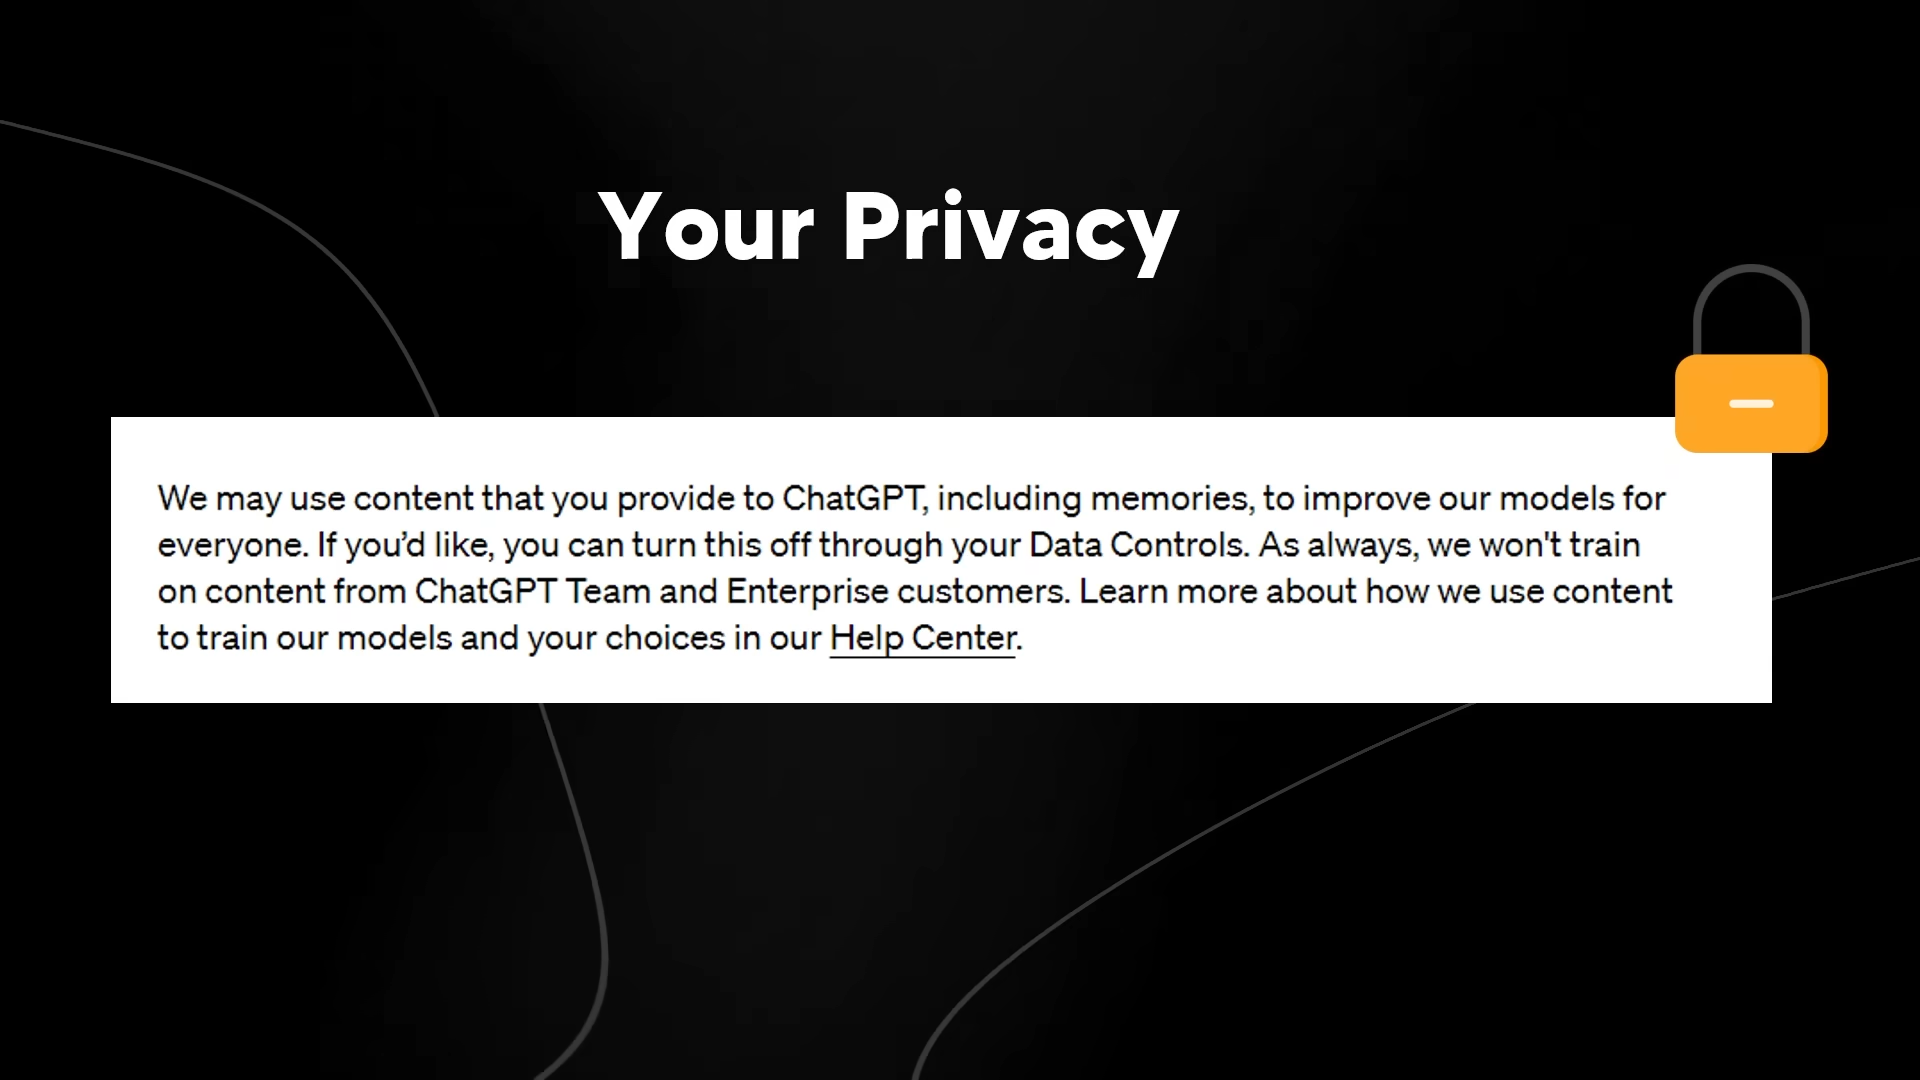 Your Privacy
We may use content that you provide to ChatGPT, including memories, to improve our models for
everyone. If you’d like, you can turn this off through your Data Controls. As always, we won't train
on content from ChatGPT Team and Enterprise customers. Learn more about how we use content
to train our models and your choices in our Help Center.